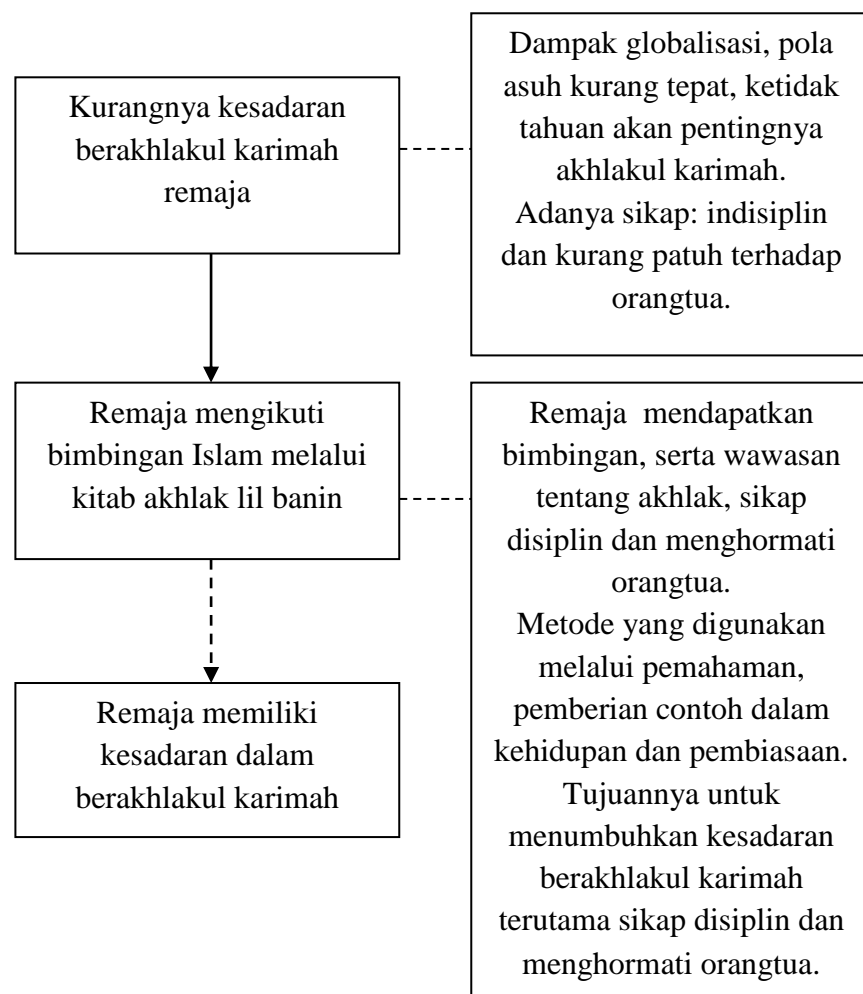 Kurangnya kesadaran
berakhlakul karimah
remaja
Dampak globalisasi, pola
asuh kurang tepat, ketidak
tahuan akan pentingnya
akhlakul karimah.
Adanya sikap: indisiplin
dan kurang patuh terhadap
orangtua.
Remaja mengikuti
bimbingan Islam melalui
kitab akhlak lil banin
Remaja mendapatkan
bimbingan, serta wawasan
tentang akhlak, sikap
disiplin dan menghormati
orangtua.
Metode yang digunakan
melalui pemahaman,
pemberian contoh dalam
kehidupan dan pembiasaan.
Tujuannya untuk
menumbuhkan kesadaran
berakhlakul karimah
terutama sikap disiplin dan
menghormati orangtua.
Remaja memiliki
kesadaran dalam
berakhlakul karimah